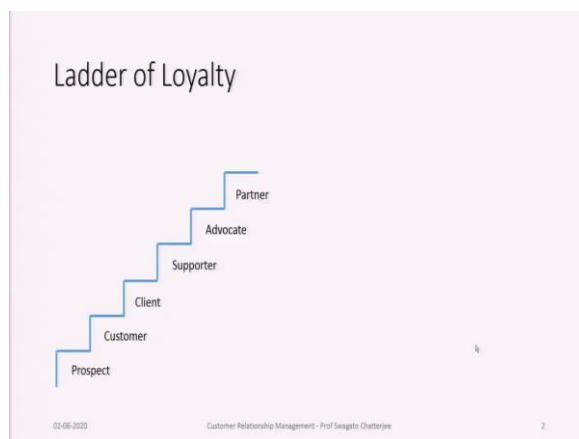 Ladder of Loyalty
Partner
Advocate
Supporter
Client
Customer
Prospect
02-06-2020
Customer Relationship Management - Prof Swagato Chatterjee
2